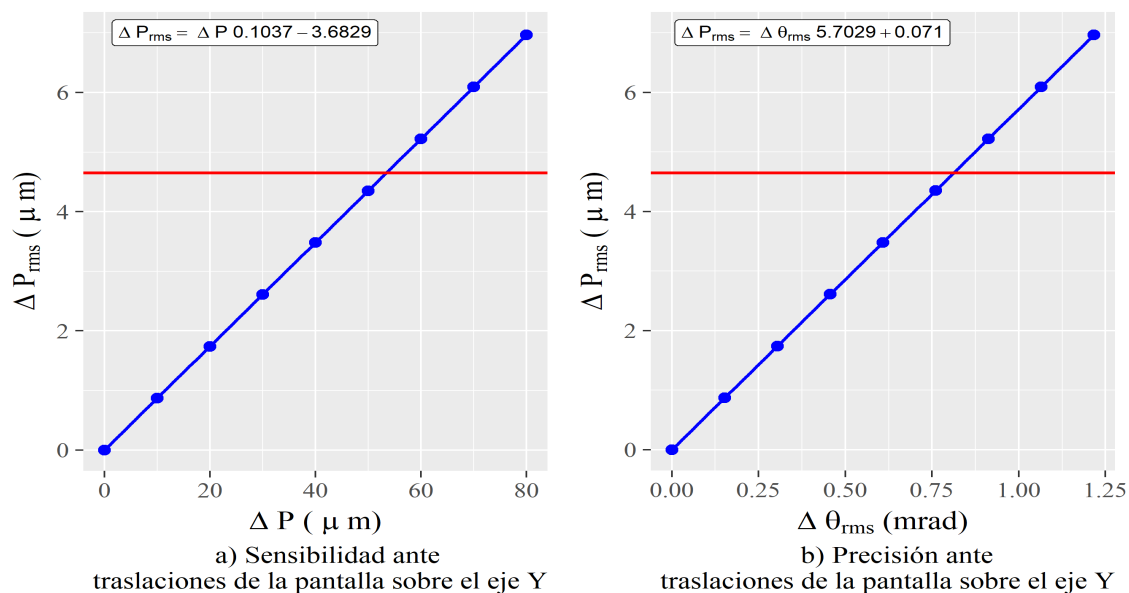 Δ Prms = Δ P 0.1037 − 3.6829
6
4
2
0
Δ Prms ( μ m)
0 20 40 60 80
Δ P ( μ m)
a) Sensibilidad ante
traslaciones de la pantalla sobre el eje Y
Δ Prms = Δ θrms 5.7029 + 0.071
6
4
2
0
Δ Prms ( μ m)
0.00 0.25 0.50 0.75 1.00 1.25
Δ θrms (mrad)
b) Precisión ante
traslaciones de la pantalla sobre el eje Y